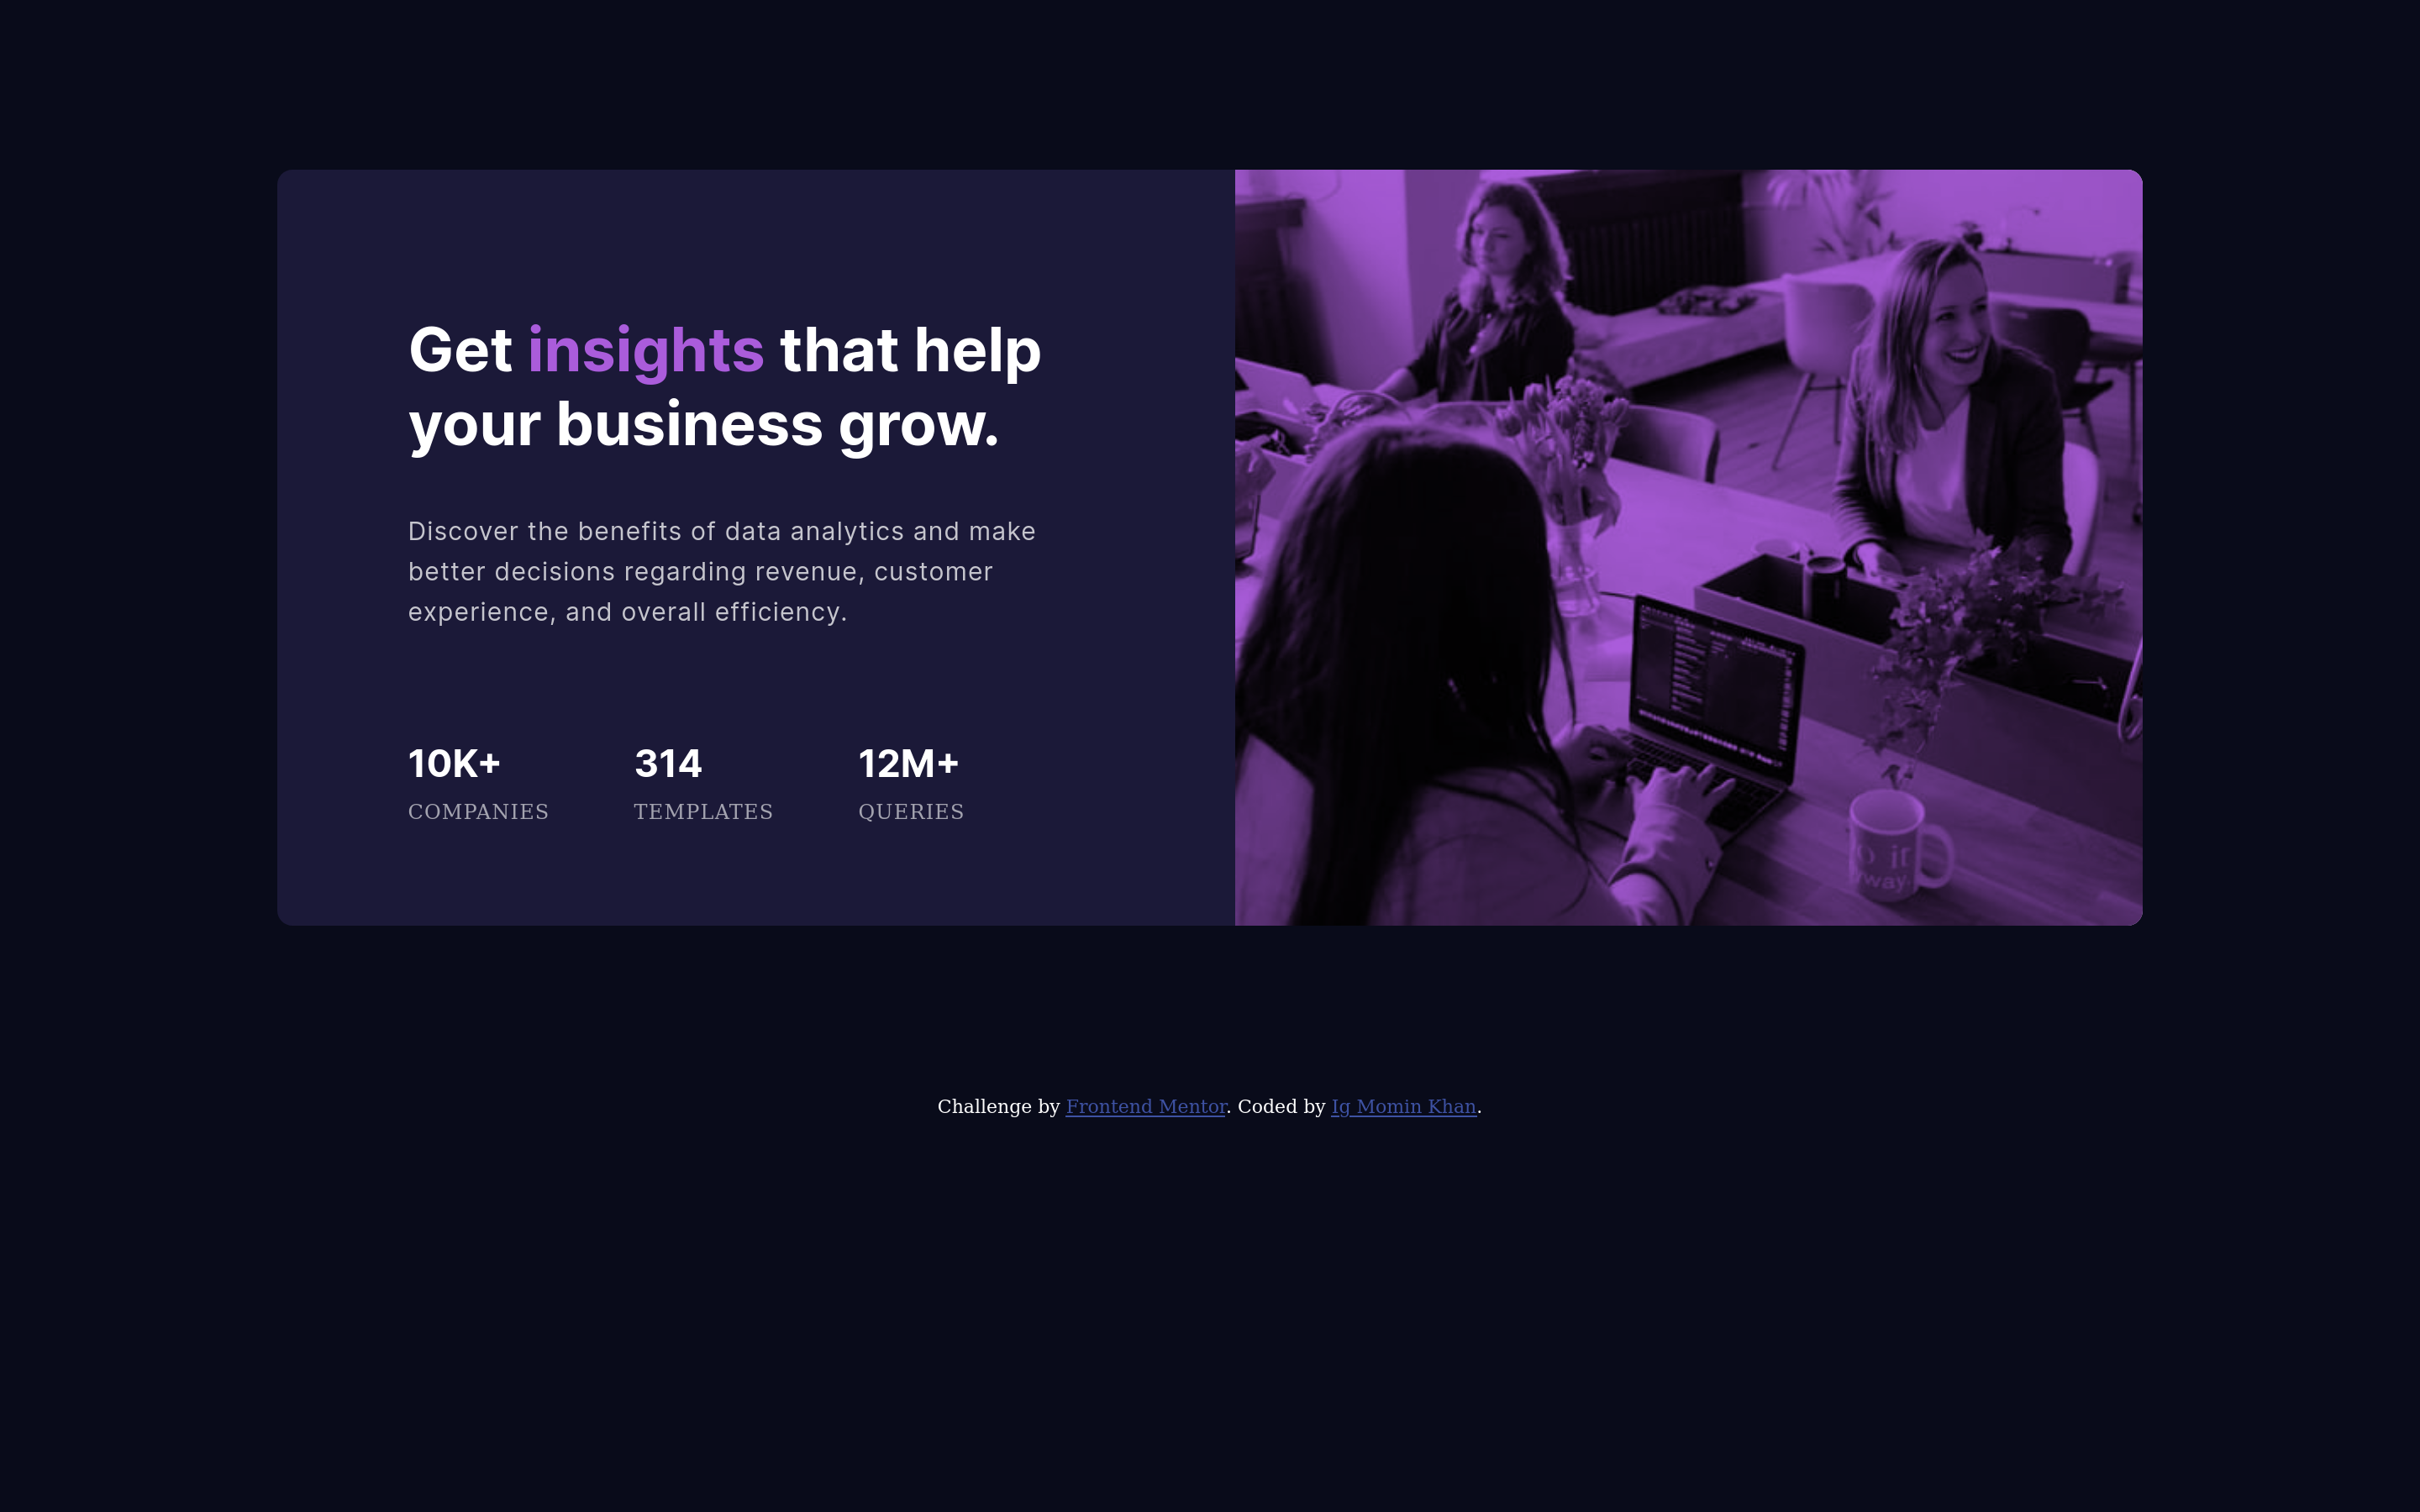 Get insights that help
your business grow.
Discover the benefits of data analytics and make
better decisions regarding revenue, customer
experience, and overall efficiency.
10K+ 314 12M+
COMPANIES TEMPLATES QUERIES
Challenge by Frontend Mentor. Coded by Ig Momin Khan.